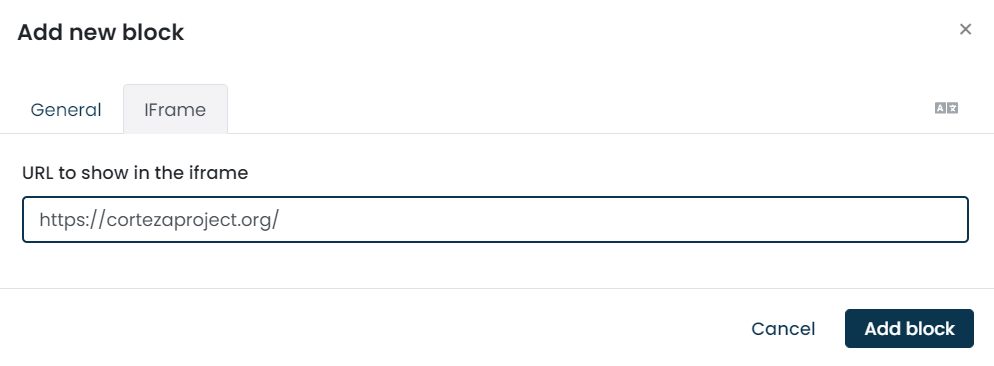 Add new block
×
General IFrame
URL to show in the iframe
https://cortezaproject.org/
Cancel Add block